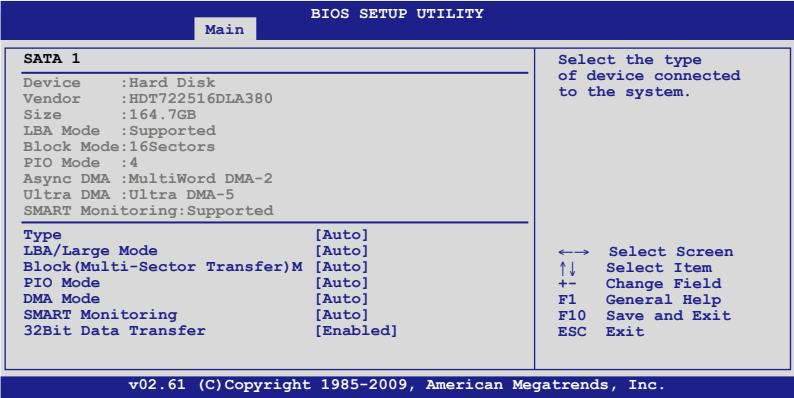 BIOS SETUP UTILITY
Main
SATA 1
Device :Hard Disk
Vendor :HDT722516DLA380
Size :164.7GB
LBA Mode :Supported
Block Mode:16Sectors
PIO Mode :4
Async DMA :MultiWord DMA-2
Ultra DMA :Ultra DMA-5
SMART Monitoring:Supported
Type [Auto]
LBA/Large Mode [Auto]
Block(Multi-Sector Transfer)M [Auto]
PIO Mode [Auto]
DMA Mode [Auto]
SMART Monitoring [Auto]
32Bit Data Transfer [Enabled]
Select the type
of device connected
to the system.
←→ Select Screen
↑↓ Select Item
+- Change Field
F1 General Help
F10 Save and Exit
ESC Exit
v02.61 (C)Copyright 1985-2009, American Megatrends, Inc.